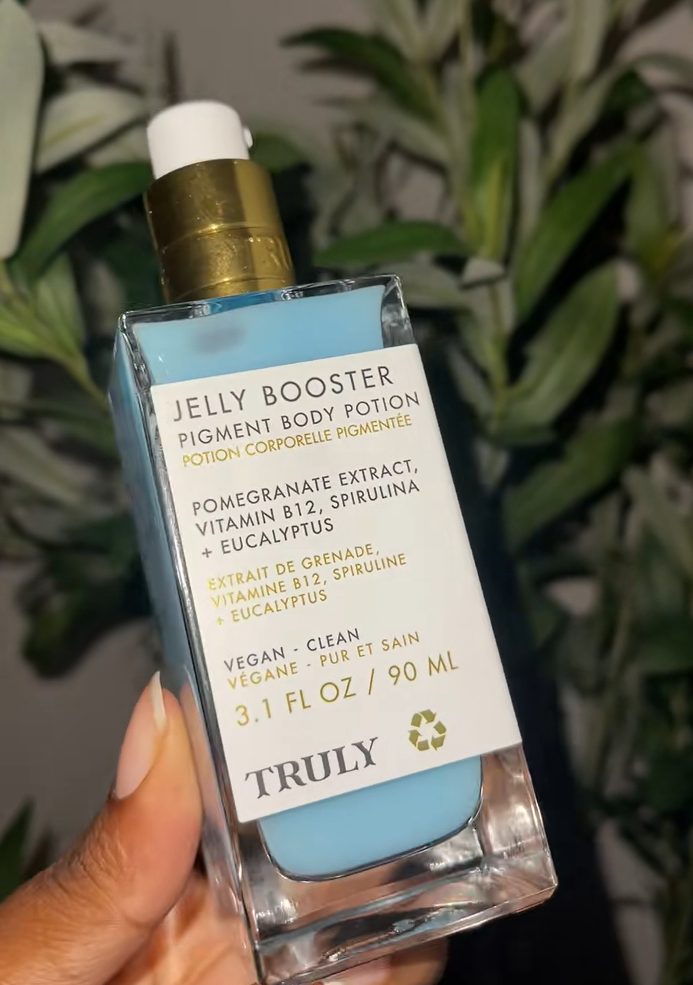 JELLY BOOSTER
PIGMENT BODY POTION
POTION CORPORELLE PIGMENTÉE
POMEGRANATE EXTRACT,
VITAMIN B12, SPIRULINA
+ EUCALYPTUS
EXTRAIT DE GRENADE,
VITAMINE B12, SPIRULINE
+ EUCALYPTUS
VEGAN - CLEAN
VÉGANE - PUR ET SAIN
3.1 FL OZ / 90 ML
TRULY